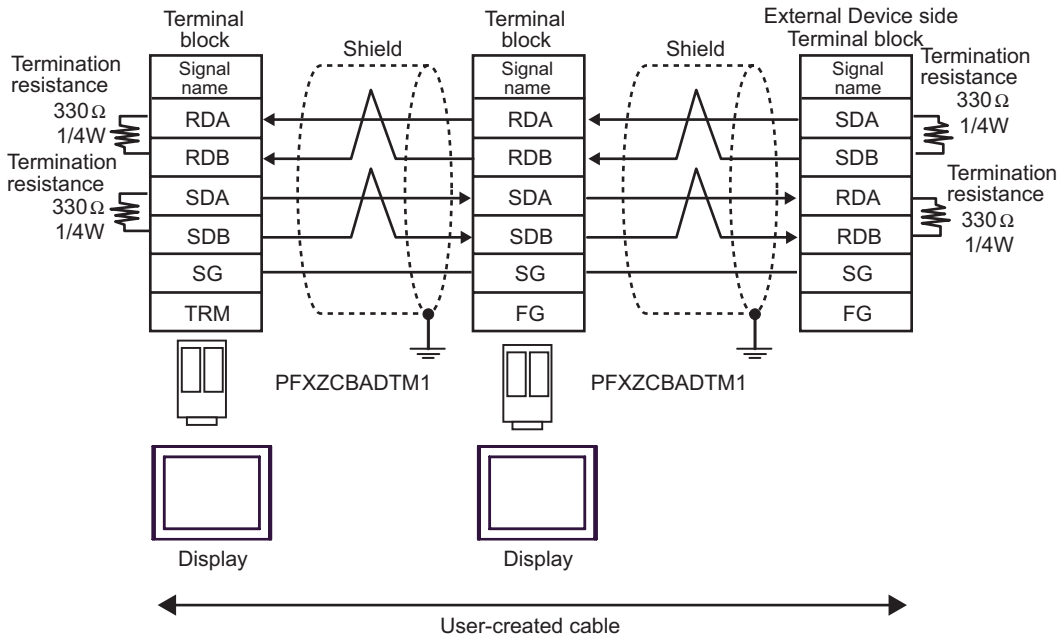 Terminal
block
Terminal
block
External Device side
Terminal block
Shield
Shield
Termination
resistance
330Ω
1/4W
Termination
resistance
330Ω
1/4W
Signal
name
RDA
RDB
SDA
SDB
SG
TRM
Signal
name
RDA
RDB
SDA
SDB
SG
FG
Signal
name
SDA
SDB
RDA
RDB
SG
FG
Termination
resistance
330Ω
1/4W
Termination
resistance
330Ω
1/4W
PFXZCBADTM1
PFXZCBADTM1
Display
Display
User-created cable